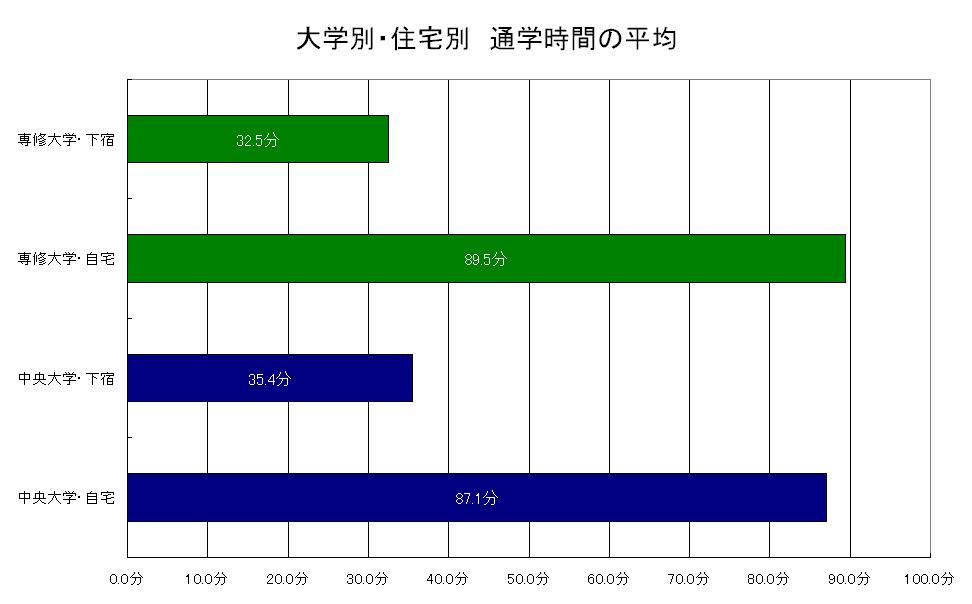 大学別・住宅別　通学時間の平均
専修大学・下宿
32.5分
専修大学・自宅
89.5分
中央大学・下宿
35.4分
中央大学・自宅
87.1分
0.0分 10.0分 20.0分 30.0分 40.0分 50.0分 60.0分 70.0分 80.0分 90.0分 100.0分